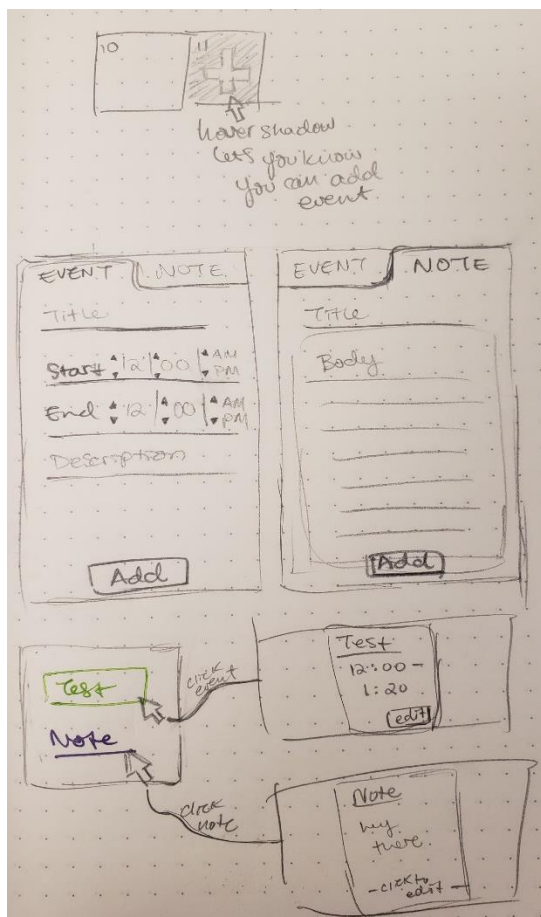 10
11
hover shadow
lets you know
you can add
event.
EVENT NOTE
Title
Start 12 00 AM
PM
End 12 00 AM
PM
Description
Add
EVENT NOTE
Title
Body
Add
Test
Note
click
event
Test
12:00 -
1:20
edit
click
note
Note
hey
there
- click to
edit -